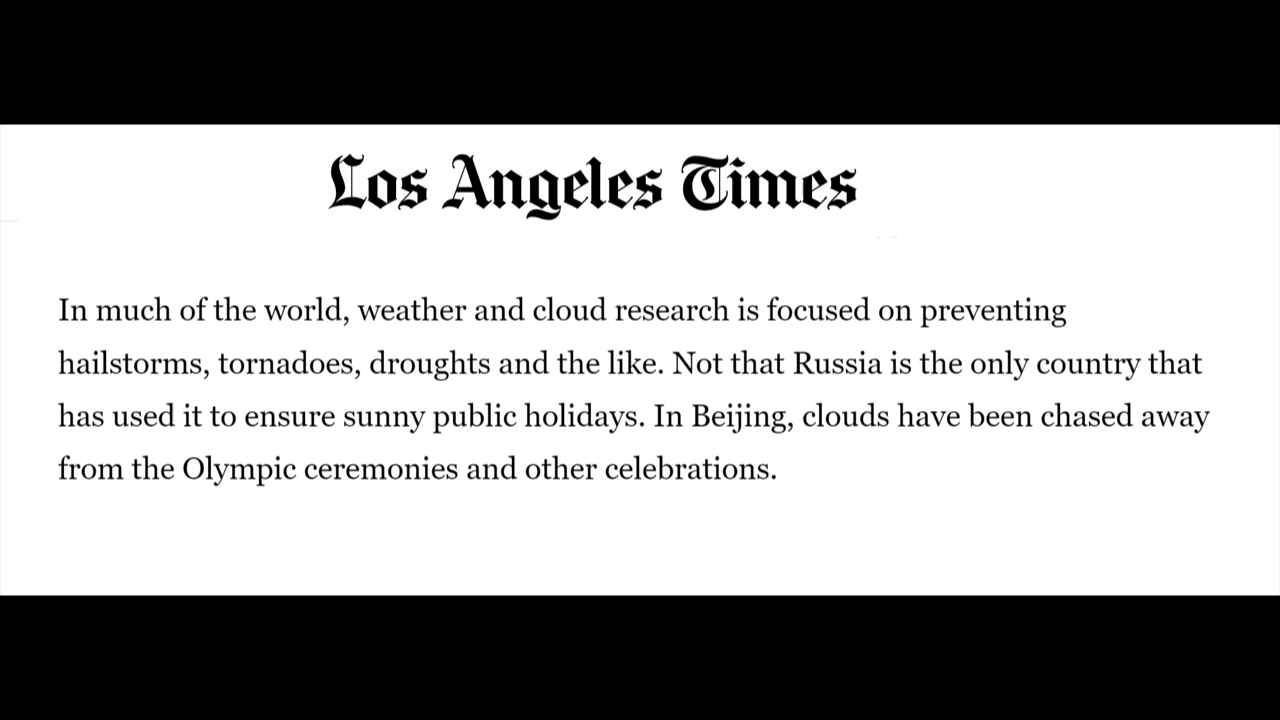 Los Angeles Times
In much of the world, weather and cloud research is focused on preventing
hailstorms, tornadoes, droughts and the like. Not that Russia is the only country that
has used it to ensure sunny public holidays. In Beijing, clouds have been chased away
from the Olympic ceremonies and other celebrations.